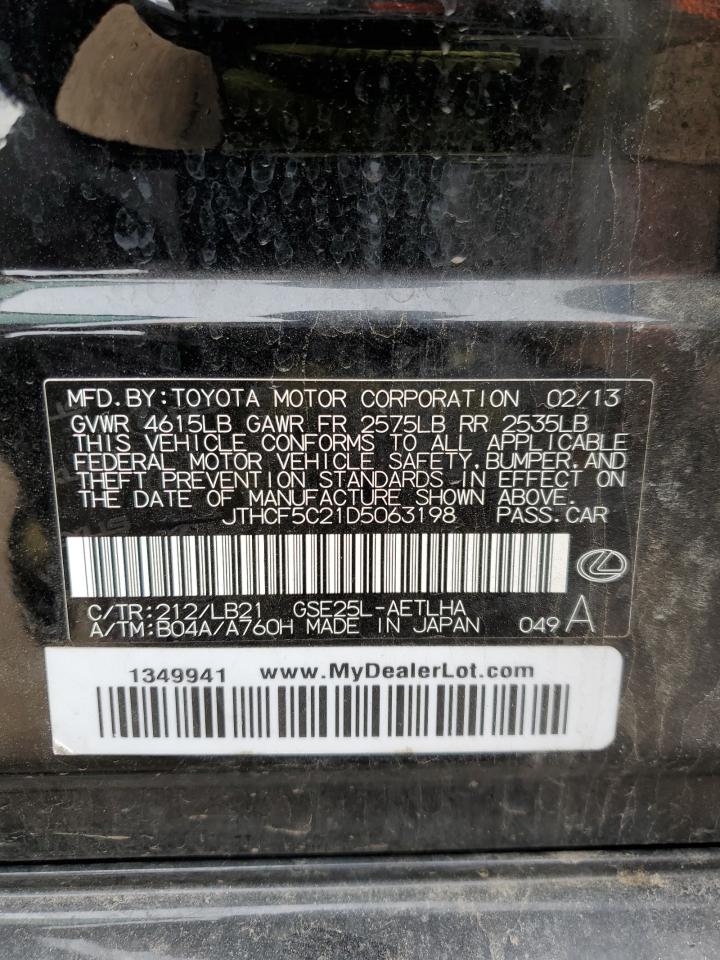 MFD.BY:TOYOTA MOTOR CORPORATION 02/13
GVWR 4615LB GAWR FR 2575LB RR 2535LB
THIS VEHICLE CONFORMS TO ALL APPLICABLE
FEDERAL MOTOR VEHICLE SAFETY,BUMPER,AND
THEFT PREVENTION STANDARDS IN EFFECT ON
THE DATE OF MANUFACTURE SHOWN ABOVE.
JTHCF5C21D5063198 PASS.CAR
C/TR:212/LB21 GSE25L-AETLHA
A/TM:B04A/A760H MADE IN JAPAN 049 A
1349941 www.MyDealerLot.com